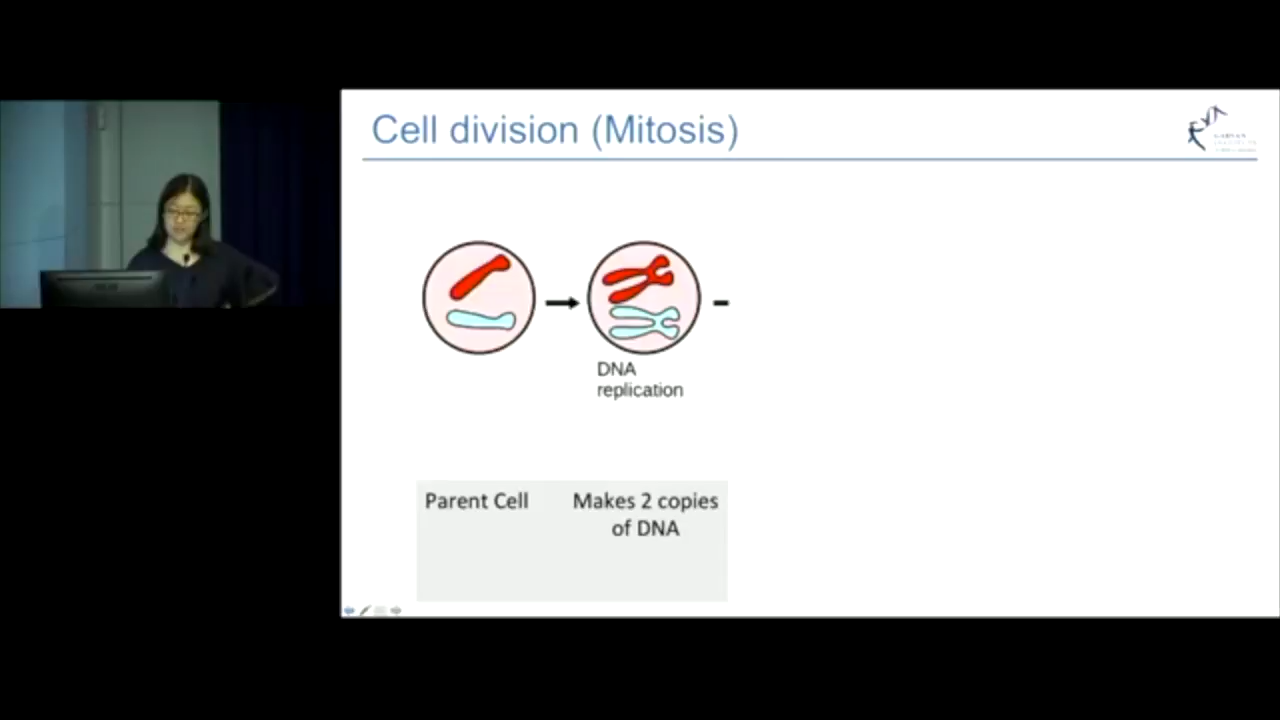 Cell division (Mitosis)
DNA
replication
Parent Cell
Makes 2 copies
of DNA